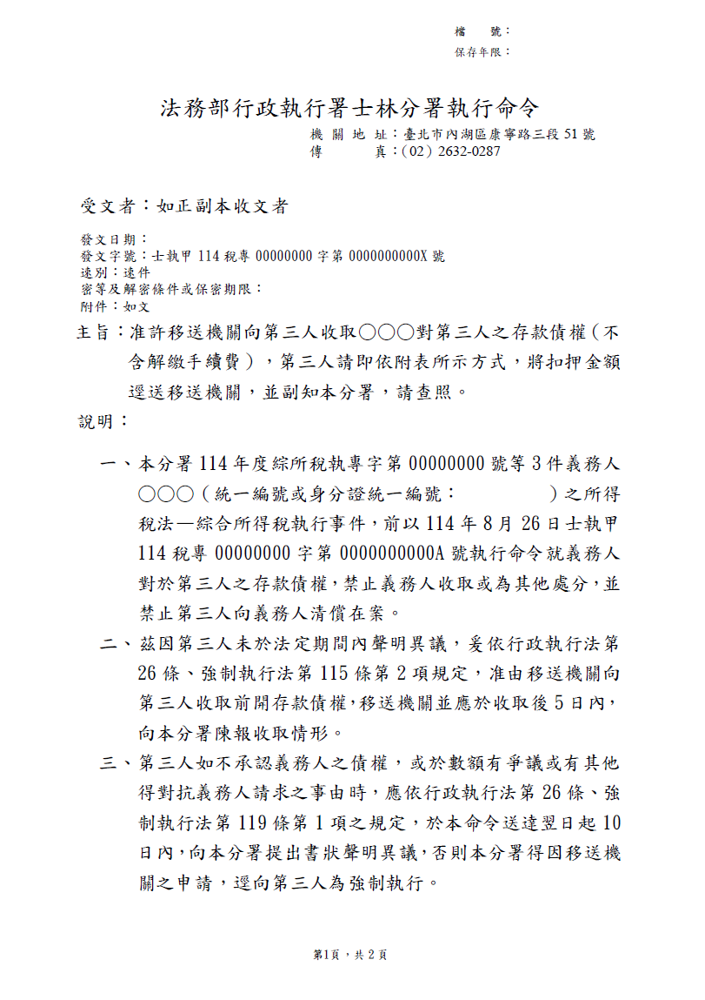 檔　　號：
保存年限：
法務部行政執行署士林分署執行命令
機關地址：臺北市內湖區康寧路三段 51 號
傳　　　真：（02）2632-0287
受文者：如正副本收文者
發文日期：
發文字號：士執甲 114 稅專 00000000 字第 0000000000X 號
速別：速件
密等及解密條件或保密期限：
附件：如文
主旨：准許移送機關向第三人收取○○○對第三人之存款債權（不
含解繳手續費），第三人請即依附表所示方式，將扣押金額
逕送移送機關，並副知本分署，請查照。
說明：
一、本分署 114 年度綜所稅執專字第 00000000 號等 3 件義務人
○○○（統一編號或身分證統一編號：　　　　　）之所得
稅法—綜合所得稅執行事件，前以 114 年 8 月 26 日士執甲
114 稅專 00000000 字第 0000000000A 號執行命令就義務人
對於第三人之存款債權，禁止義務人收取或為其他處分，並
禁止第三人向義務人清償在案。
二、茲因第三人未於法定期間內聲明異議，爰依行政執行法第
26 條、強制執行法第 115 條第 2 項規定，准由移送機關向
第三人收取前開存款債權，移送機關並應於收取後 5 日內，
向本分署陳報收取情形。
三、第三人如不承認義務人之債權，或於數額有爭議或有其他
得對抗義務人請求之事由時，應依行政執行法第 26 條、強
制執行法第 119 條第 1 項之規定，於本命令送達翌日起 10
日內，向本分署提出書狀聲明異議，否則本分署得因移送機
關之申請，逕向第三人為強制執行。
第1頁，共 2 頁